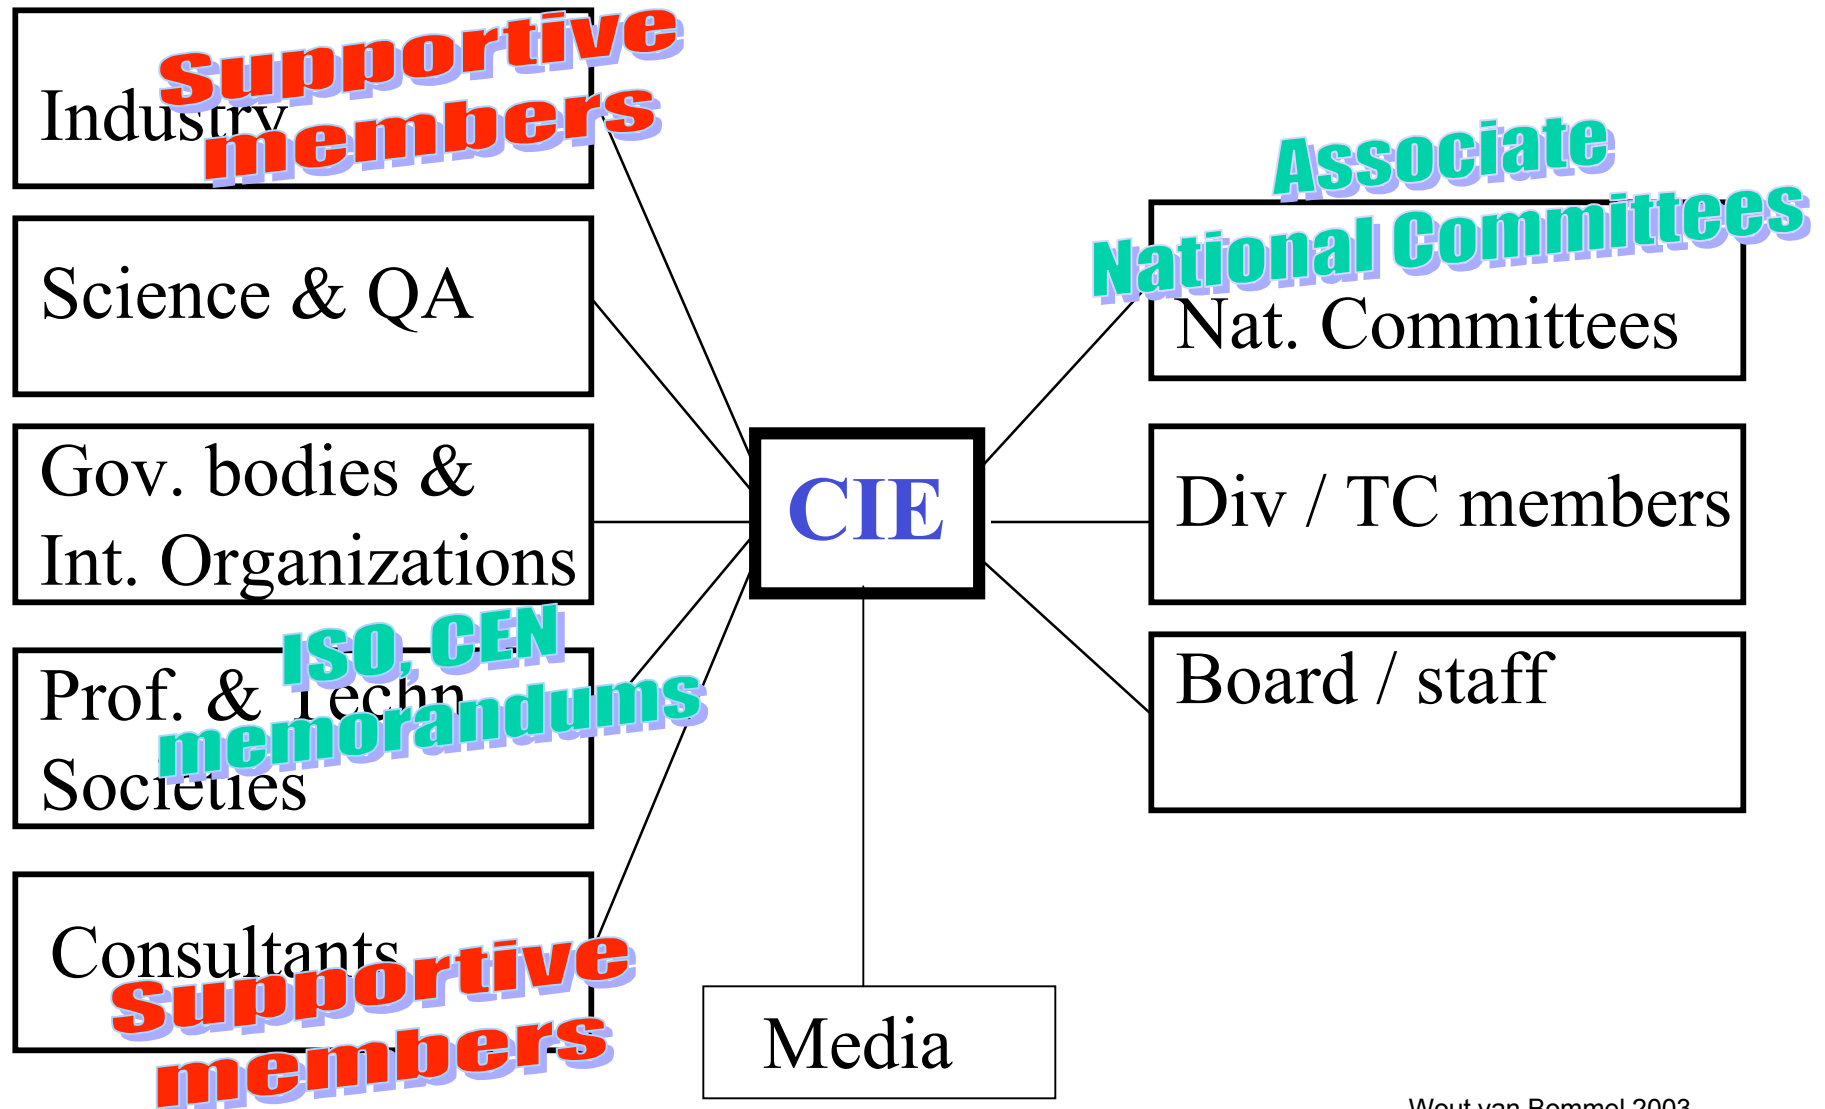 Supportive
members
Industry
Science & QA
Gov. bodies &
Int. Organizations
ISO, CEN
memorandums
Prof. & Techn
Societies
Consultants
Supportive
members
CIE
Media
Associate
National Committees
Nat. Committees
Div / TC members
Board / staff
Wout van Bommel 2003